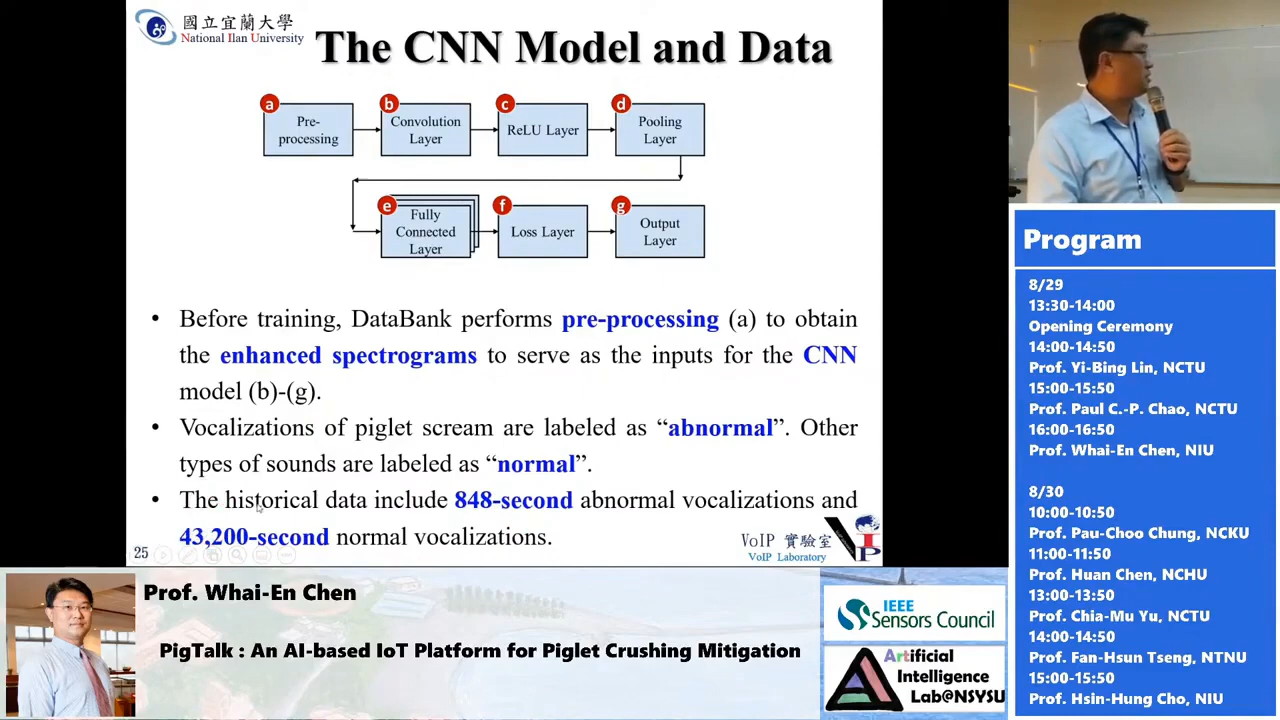 國立宜蘭大學
National Ilan University
The CNN Model and Data
a
Pre-
processing
b
Convolution
Layer
c
ReLU Layer
d
Pooling
Layer
e
Fully
Connected
Layer
f
Loss Layer
g
Output
Layer
• Before training, DataBank performs pre-processing (a) to obtain
the enhanced spectrograms to serve as the inputs for the CNN
model (b)-(g).
• Vocalizations of piglet scream are labeled as “abnormal”. Other
types of sounds are labeled as “normal”.
• The historical data include 848-second abnormal vocalizations and
43,200-second normal vocalizations.
25
VoIP 實驗室
VoIP Laboratory
VIP
Prof. Whai-En Chen
PigTalk : An AI-based IoT Platform for Piglet Crushing Mitigation
IEEE
Sensors Council
Artificial
Intelligence
Lab@NSYSU
Program
8/29
13:30-14:00
Opening Ceremony
14:00-14:50
Prof. Yi-Bing Lin, NCTU
15:00-15:50
Prof. Paul C.-P. Chao, NCTU
16:00-16:50
Prof. Whai-En Chen, NIU
8/30
10:00-10:50
Prof. Pau-Choo Chung, NCKU
11:00-11:50
Prof. Huan Chen, NCHU
13:00-13:50
Prof. Chia-Mu Yu, NCTU
14:00-14:50
Prof. Fan-Hsun Tseng, NTNU
15:00-15:50
Prof. Hsin-Hung Cho, NIU